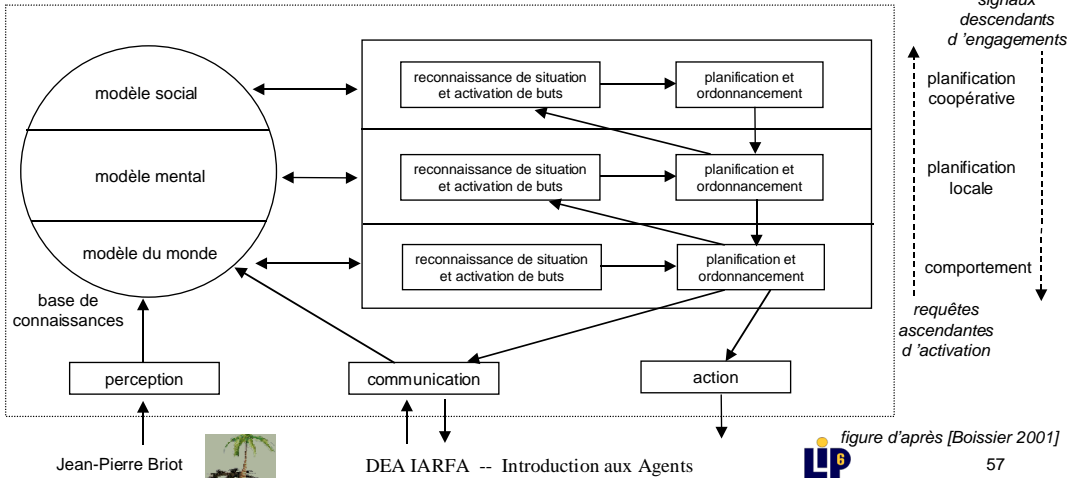 signaux
descendants
d 'engagements
modèle social
reconnaissance de situation
et activation de buts
planification et
ordonnancement
planification
coopérative
modèle mental
reconnaissance de situation
et activation de buts
planification et
ordonnancement
planification
locale
modèle du monde
reconnaissance de situation
et activation de buts
planification et
ordonnancement
comportement
base de
connaissances
requêtes
ascendantes
d 'activation
perception
communication
action
figure d'après [Boissier 2001]
Jean-Pierre Briot
DEA IARFA -- Introduction aux Agents
LIP6
57